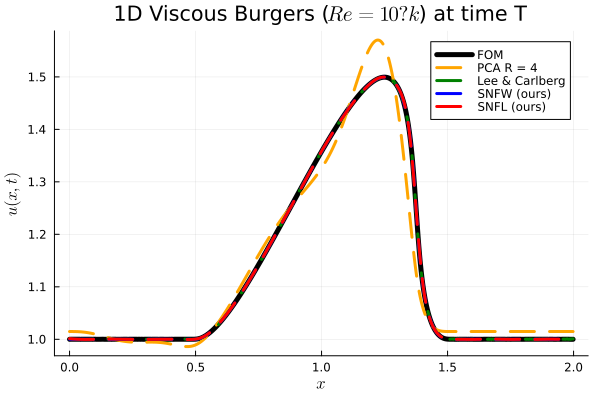 1D Viscous Burgers (Re = 10?k) at time T
FOM
PCA R = 4
Lee & Carlberg
SNFW (ours)
SNFL (ours)
u(x, t)
1.5
1.4
1.3
1.2
1.1
1.0
0.0 0.5 1.0 1.5 2.0
x